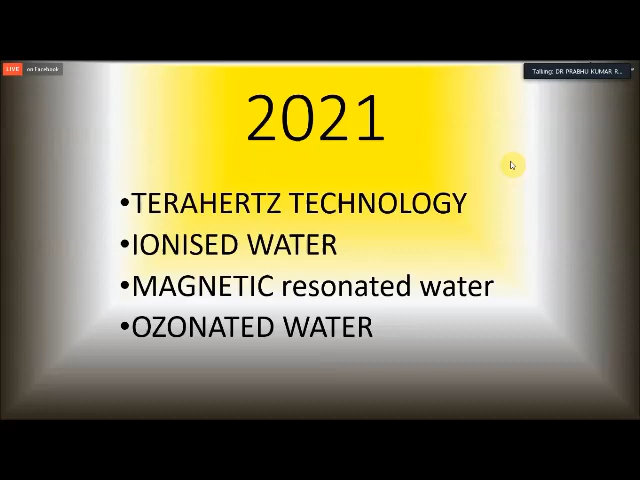 LIVE on Facebook
Talking: DR PRABHU KUMAR R...
2021
•TERAHERTZ TECHNOLOGY
•IONISED WATER
•MAGNETIC resonated water
•OZONATED WATER